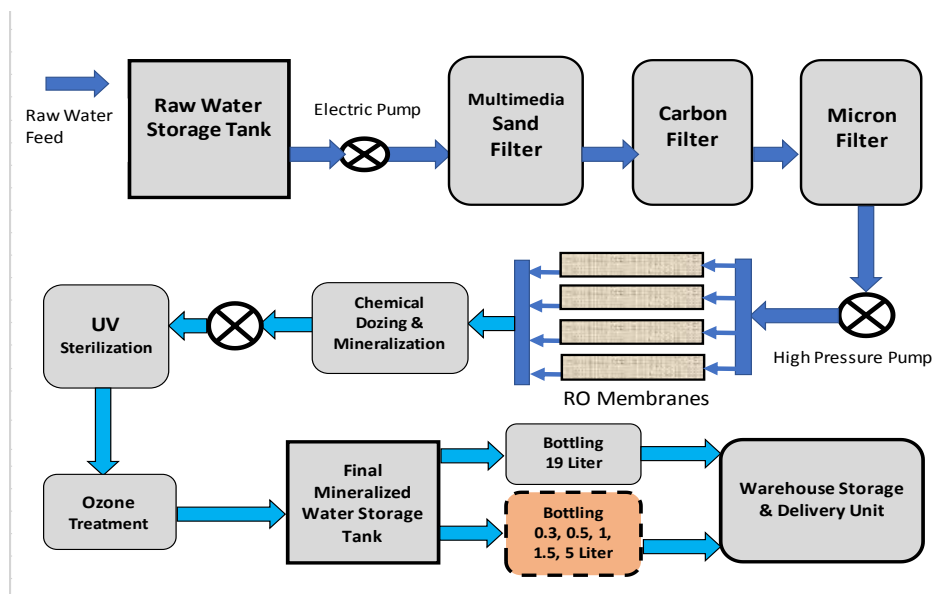 Raw Water
Feed
Raw Water
Storage Tank
Electric Pump
Multimedia
Sand
Filter
Carbon
Filter
Micron
Filter
UV
Sterilization
Chemical
Dozing &
Mineralization
RO Membranes
High Pressure Pump
Ozone
Treatment
Final
Mineralized
Water Storage
Tank
Bottling
19 Liter
Bottling
0.3, 0.5, 1,
1.5, 5 Liter
Warehouse Storage
& Delivery Unit